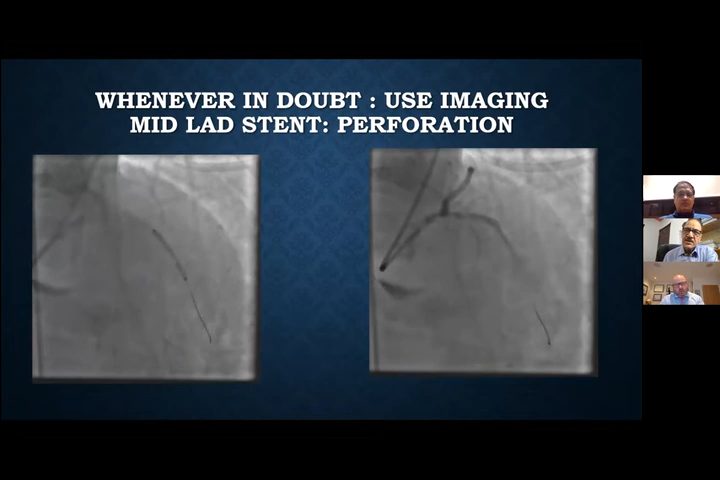 WHENEVER IN DOUBT : USE IMAGING
MID LAD STENT: PERFORATION